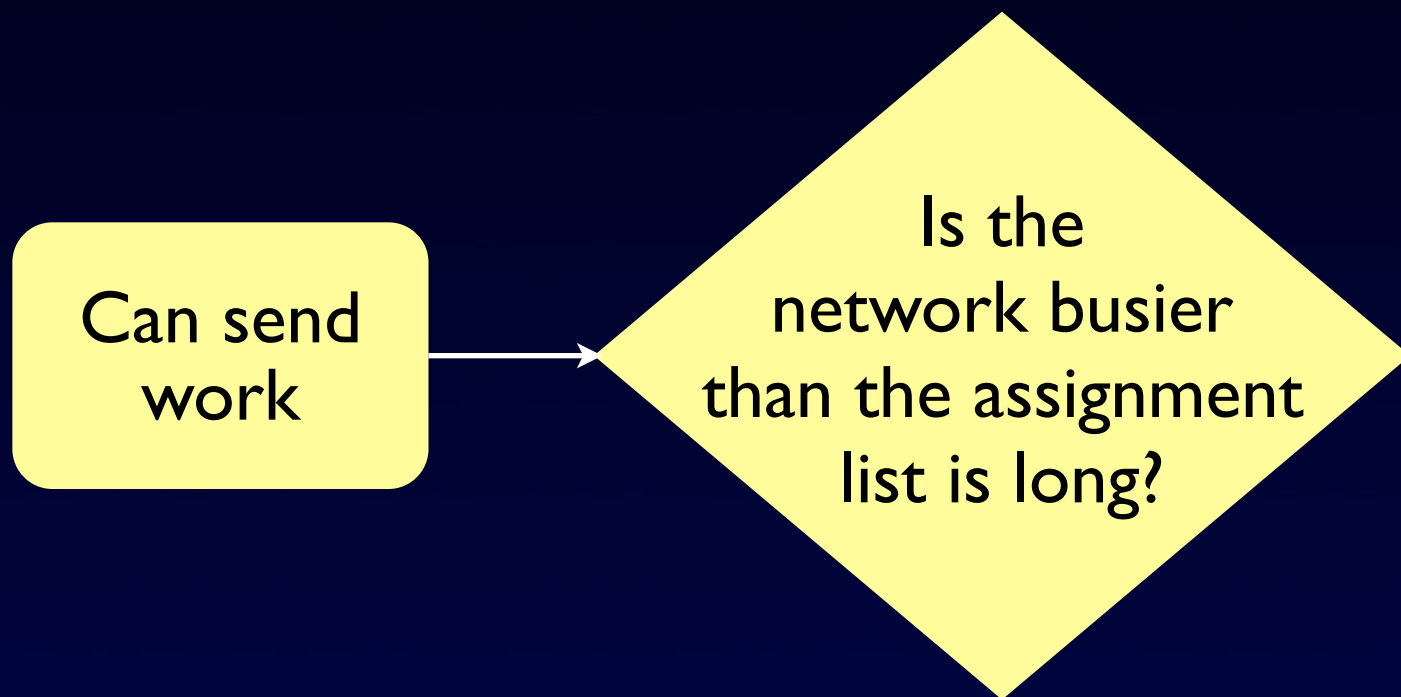 Can send
work
Is the
network busier
than the assignment
list is long?